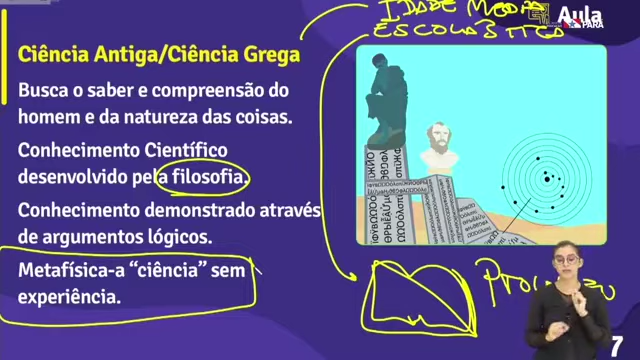 IDADE MÉDIA
ESCOLÁSTICA
Aula
PARÁ
Ciência Antiga/Ciência Grega
Busca o saber e compreensão do
homem e da natureza das coisas.
Conhecimento Científico
desenvolvido pela filosofia.
Conhecimento demonstrado através
de argumentos lógicos.
Metafísica-a “ciência” sem
experiência.
7